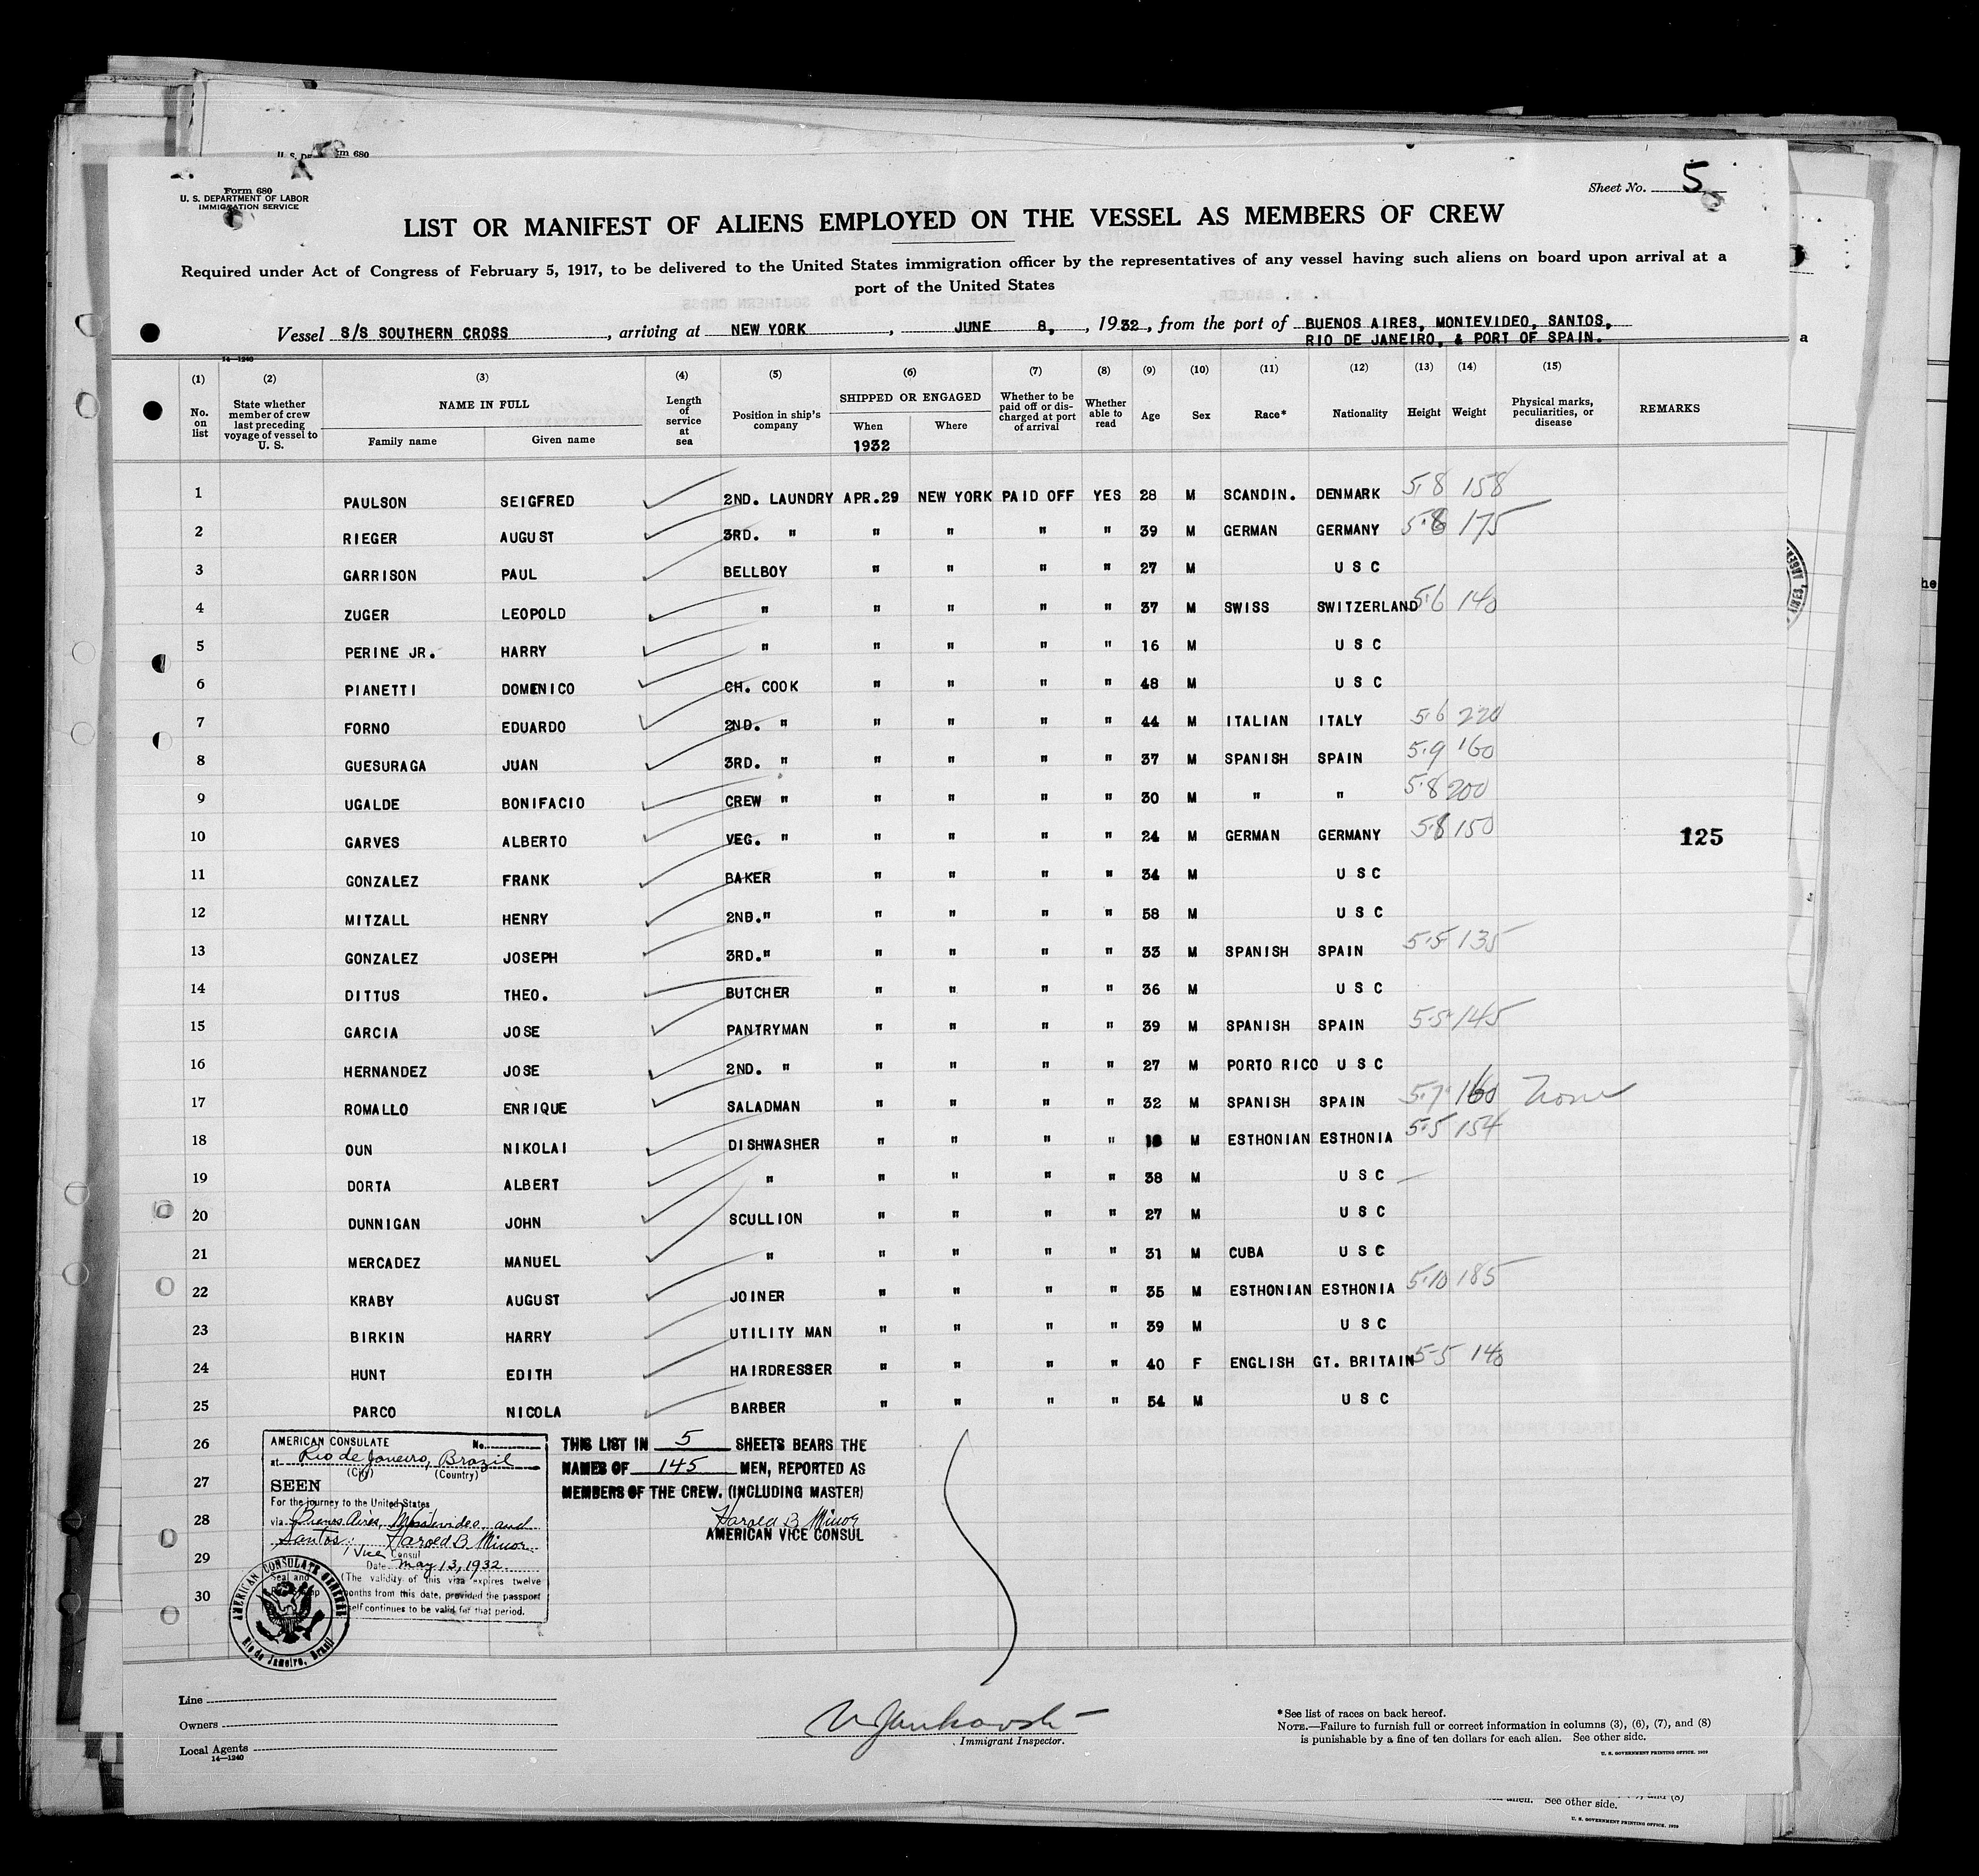 U. S. DE m 680
Form 680
U. S. DEPARTMENT OF LABOR
IMMIGRATION SERVICE
Sheet No. 5
LIST OR MANIFEST OF ALIENS EMPLOYED ON THE VESSEL AS MEMBERS OF CREW
Required under Act of Congress of February 5, 1917, to be delivered to the United States immigration officer by the representatives of any vessel having such aliens on board upon arrival at a
port of the United States
Vessel S/S SOUTHERN CROSS, arriving at NEW YORK, JUNE 8, 1932, from the port of BUENOS AIRES, MONTEVIDEO, SANTOS,
RIO DE JANEIRO, & PORT OF SPAIN.
14—1240
(1) (2) (3) (4) (5) (6) (7) (8) (9) (10) (11) (12) (13) (14) (15)
No. on list
State whether member of crew last preceding voyage of vessel to U. S.
NAME IN FULL
Family name Given name
Length of service at sea
Position in ship's company
SHIPPED OR ENGAGED
When Where
1932
Whether to be paid off or discharged at port of arrival
Whether able to read
Age Sex Race* Nationality Height Weight
Physical marks, peculiarities, or disease
REMARKS
1 PAULSON SEIGFRED 2ND. LAUNDRY APR.29 NEW YORK PAID OFF YES 28 M SCANDIN. DENMARK 5.8 158
2 RIEGER AUGUST 3RD. " " " " " 39 M GERMAN GERMANY 5.8 175
3 GARRISON PAUL BELLBOY " " " " 27 M U S C
4 ZUGER LEOPOLD " " " " " 37 M SWISS SWITZERLAND 5.6 140
5 PERINE JR. HARRY " " " " " 16 M U S C
6 PIANETTI DOMENICO CH. COOK " " " " 48 M U S C
7 FORNO EDUARDO 2ND. " " " " " 44 M ITALIAN ITALY 5.6 220
8 GUESURAGA JUAN 3RD. " " " " " 37 M SPANISH SPAIN 5.9 160
9 UGALDE BONIFACIO CREW " " " " " 30 M " " 5.8 200
10 GARVES ALBERTO VEG. " " " " " 24 M GERMAN GERMANY 5.8 150
125
11 GONZALEZ FRANK BAKER " " " " 34 M U S C
12 MITZALL HENRY 2ND." " " " " 58 M U S C
13 GONZALEZ JOSEPH 3RD." " " " " 33 M SPANISH SPAIN 5.5 135
14 DITTUS THEO. BUTCHER " " " " 36 M U S C
15 GARCIA JOSE PANTRYMAN " " " " 39 M SPANISH SPAIN 5.5 145
16 HERNANDEZ JOSE 2ND. " " " " " 27 M PORTO RICO U S C
17 ROMALLO ENRIQUE SALADMAN " " " " 32 M SPANISH SPAIN 5.7 160 None
18 OUN NIKOLAI DISHWASHER " " " " M ESTHONIAN ESTHONIA 5.5 154
19 DORTA ALBERT " " " " " 38 M U S C
20 DUNNIGAN JOHN SCULLION " " " " 27 M U S C
21 MERCADEZ MANUEL " " " " " 31 M CUBA U S C
22 KRABY AUGUST JOINER " " " " 35 M ESTHONIAN ESTHONIA 5.10 185
23 BIRKIN HARRY UTILITY MAN " " " " 39 M U S C
24 HUNT EDITH HAIRDRESSER " " " " 40 F ENGLISH GT. BRITAIN 5-5 140
25 PARCO NICOLA BARBER " " " " 54 M U S C
26
27
28
29
30
AMERICAN CONSULATE No.
at Rio de Janeiro, Brazil
(City) (Country)
SEEN
For the journey to the United States
via Buenos Aires, Montevideo and
Santos. Harold B. Minor
Vice Consul
Date May 13, 1932.
Seal and (The validity of this visa expires twelve
months from this date, provided the passport
self continues to be valid for that period.
AMERICAN CONSULATE GENERAL
Rio de Janeiro, Brasil
THIS LIST IN 5 SHEETS BEARS THE
NAMES OF 145 MEN, REPORTED AS
MEMBERS OF THE CREW. (INCLUDING MASTER)
Harold B. Minor
AMERICAN VICE CONSUL
Line
Owners
Local Agents
14—1240
Immigrant Inspector.
*See list of races on back hereof.
NOTE.—Failure to furnish full or correct information in columns (3), (6), (7), and (8)
is punishable by a fine of ten dollars for each alien. See other side.
U. S. GOVERNMENT PRINTING OFFICE. 1929
alien. See other side.
U. S. GOVERNMENT PRINTING OFFICE. 1929